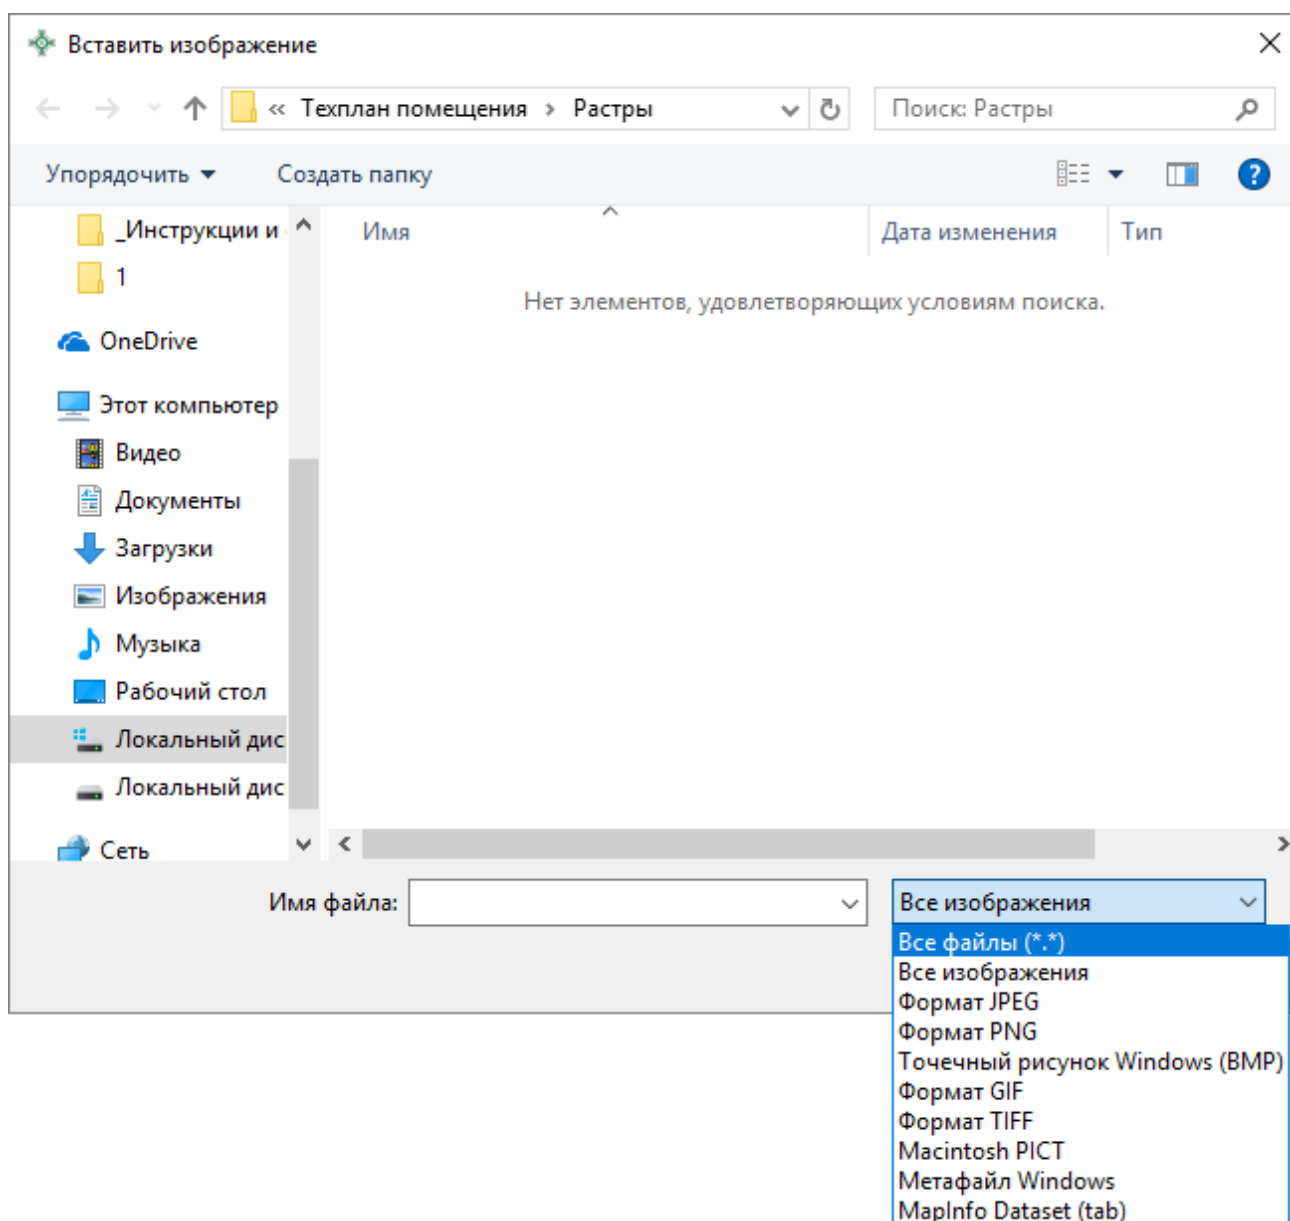 Вставить изображение
« Техплан помещения › Растры
Поиск: Растры
Упорядочить
Создать папку
_Инструкции и
1
OneDrive
Этот компьютер
Видео
Документы
Загрузки
Изображения
Музыка
Рабочий стол
Локальный дис
Локальный дис
Сеть
Имя
Дата изменения
Тип
Нет элементов, удовлетворяющих условиям поиска.
Имя файла:
Все изображения
Все файлы (*.*)
Все изображения
Формат JPEG
Формат PNG
Точечный рисунок Windows (BMP)
Формат GIF
Формат TIFF
Macintosh PICT
Метафайл Windows
MapInfo Dataset (tab)